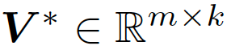 V* ∈ ℝ^{m×k}